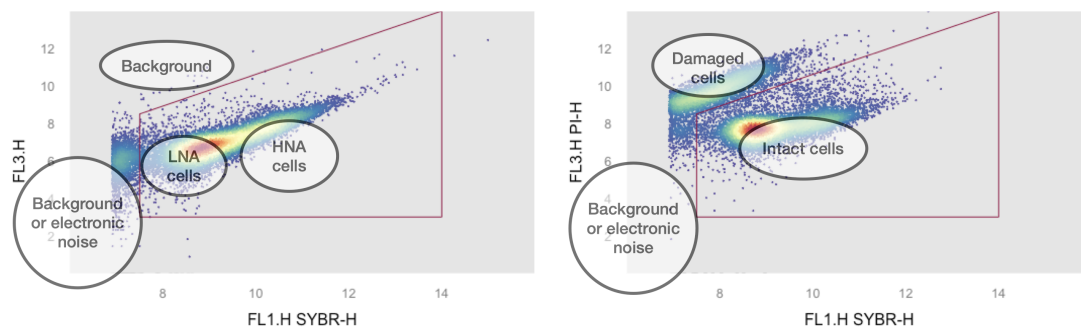 12
10
8
6
4
2
FL3.H
Background
LNA
cells
HNA
cells
Background
or electronic
noise
8
10
12
14
FL1.H SYBR-H
12
10
8
6
4
2
FL3.H PI-H
Damaged
cells
Intact cells
Background
or electronic
noise
8
10
12
14
FL1.H SYBR-H